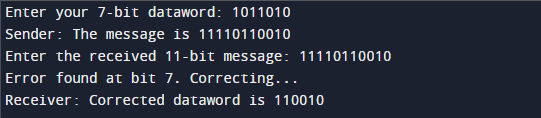 Enter your 7-bit dataword: 1011010
Sender: The message is 11110110010
Enter the received 11-bit message: 11110110010
Error found at bit 7. Correcting...
Receiver: Corrected dataword is 110010